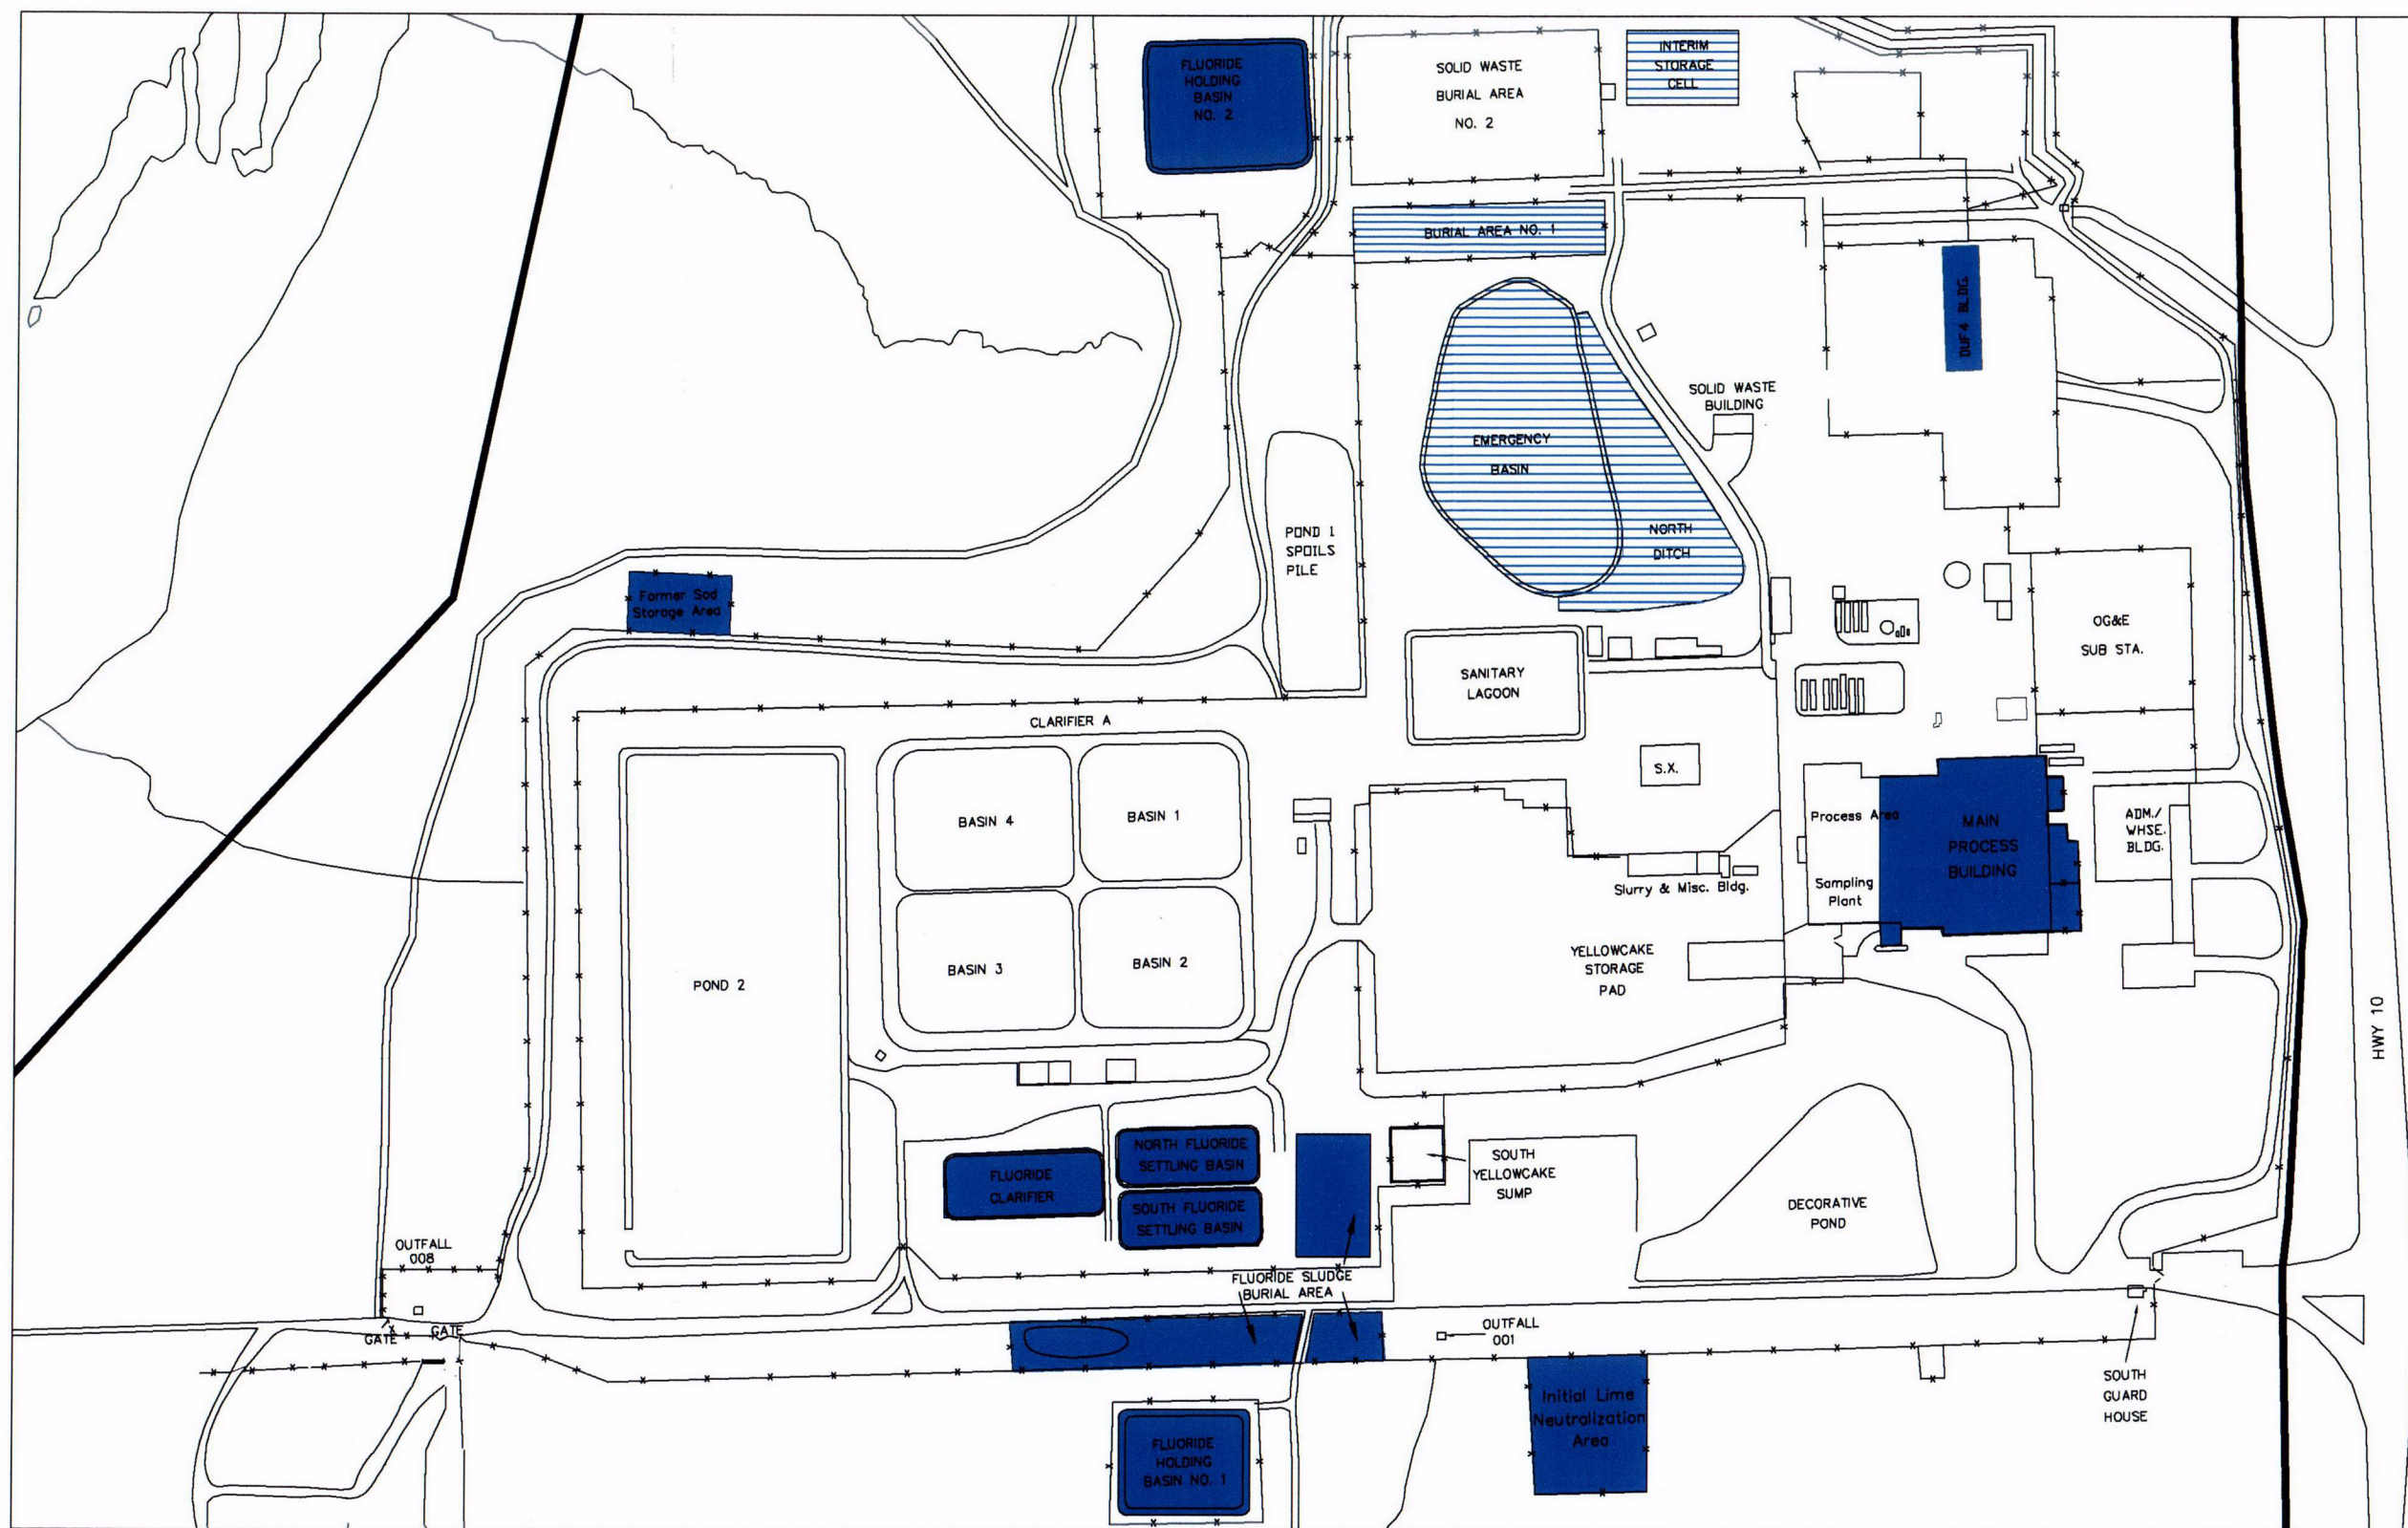 FLUORIDE
HOLDING
BASIN
NO. 2
SOLID WASTE
BURIAL AREA
NO. 2
INTERIM
STORAGE
CELL
BURIAL AREA NO. 1
DUF4 BLDG.
SOLID WASTE
BUILDING
EMERGENCY
BASIN
NORTH
DITCH
POND 1
SPOILS
PILE
Former Sod
Storage Area
OG&E
SUB STA.
SANITARY
LAGOON
CLARIFIER A
S.X.
BASIN 4
BASIN 1
Process Area
MAIN
PROCESS
BUILDING
ADM./
WHSE.
BLDG.
Slurry & Misc. Bldg.
Sampling
Plant
BASIN 3
BASIN 2
YELLOWCAKE
STORAGE
PAD
POND 2
HWY 10
NORTH FLUORIDE
SETTLING BASIN
FLUORIDE
CLARIFIER
SOUTH FLUORIDE
SETTLING BASIN
SOUTH
YELLOWCAKE
SUMP
DECORATIVE
POND
OUTFALL
008
FLUORIDE SLUDGE
BURIAL AREA
GATE
GATE
OUTFALL
001
SOUTH
GUARD
HOUSE
Initial Lime
Neutralization
Area
FLUORIDE
HOLDING
BASIN NO. 1